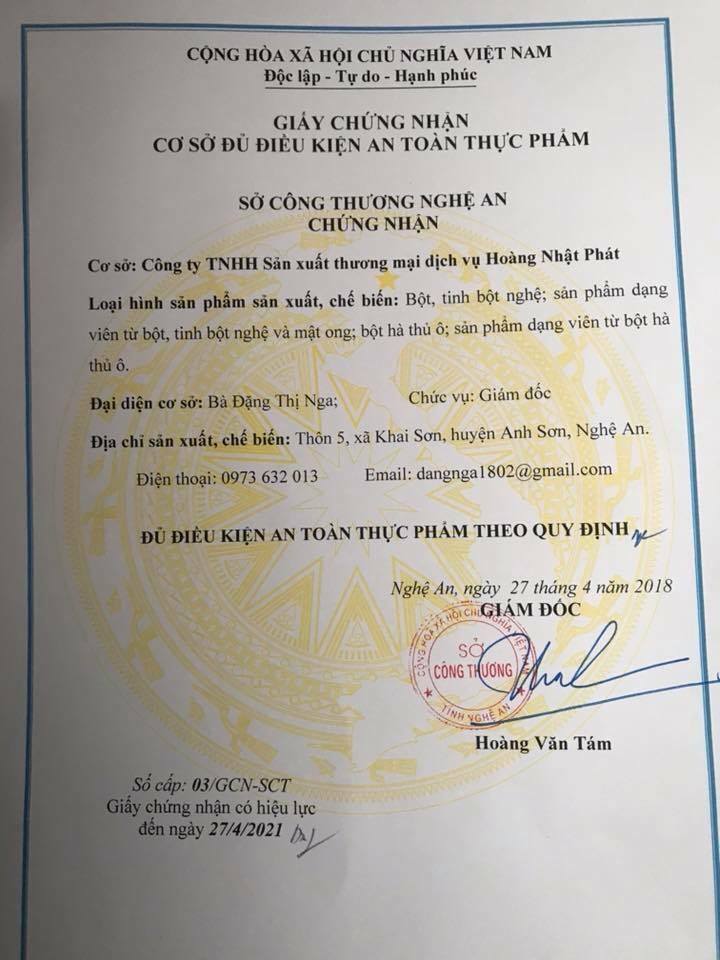 CỘNG HÒA XÃ HỘI CHỦ NGHĨA VIỆT NAM
Độc lập - Tự do - Hạnh phúc
GIẤY CHỨNG NHẬN
CƠ SỞ ĐỦ ĐIỀU KIỆN AN TOÀN THỰC PHẨM
SỞ CÔNG THƯƠNG NGHỆ AN
CHỨNG NHẬN
Cơ sở: Công ty TNHH Sản xuất thương mại dịch vụ Hoàng Nhật Phát
Loại hình sản phẩm sản xuất, chế biến: Bột, tinh bột nghệ; sản phẩm dạng
viên từ bột, tinh bột nghệ và mật ong; bột hà thủ ô; sản phẩm dạng viên từ bột hà
thủ ô.
Đại diện cơ sở: Bà Đặng Thị Nga; Chức vụ: Giám đốc
Địa chỉ sản xuất, chế biến: Thôn 5, xã Khai Sơn, huyện Anh Sơn, Nghệ An.
Điện thoại: 0973 632 013 Email: dangnga1802@gmail.com
ĐỦ ĐIỀU KIỆN AN TOÀN THỰC PHẨM THEO QUY ĐỊNH
Nghệ An, ngày 27 tháng 4 năm 2018
GIÁM ĐỐC
CỘNG HÒA XÃ HỘI CHỦ NGHĨA VIỆT NAM
SỞ
CÔNG THƯƠNG
TỈNH NGHỆ AN
Hoàng Văn Tám
Số cấp: 03/GCN-SCT
Giấy chứng nhận có hiệu lực
đến ngày 27/4/2021